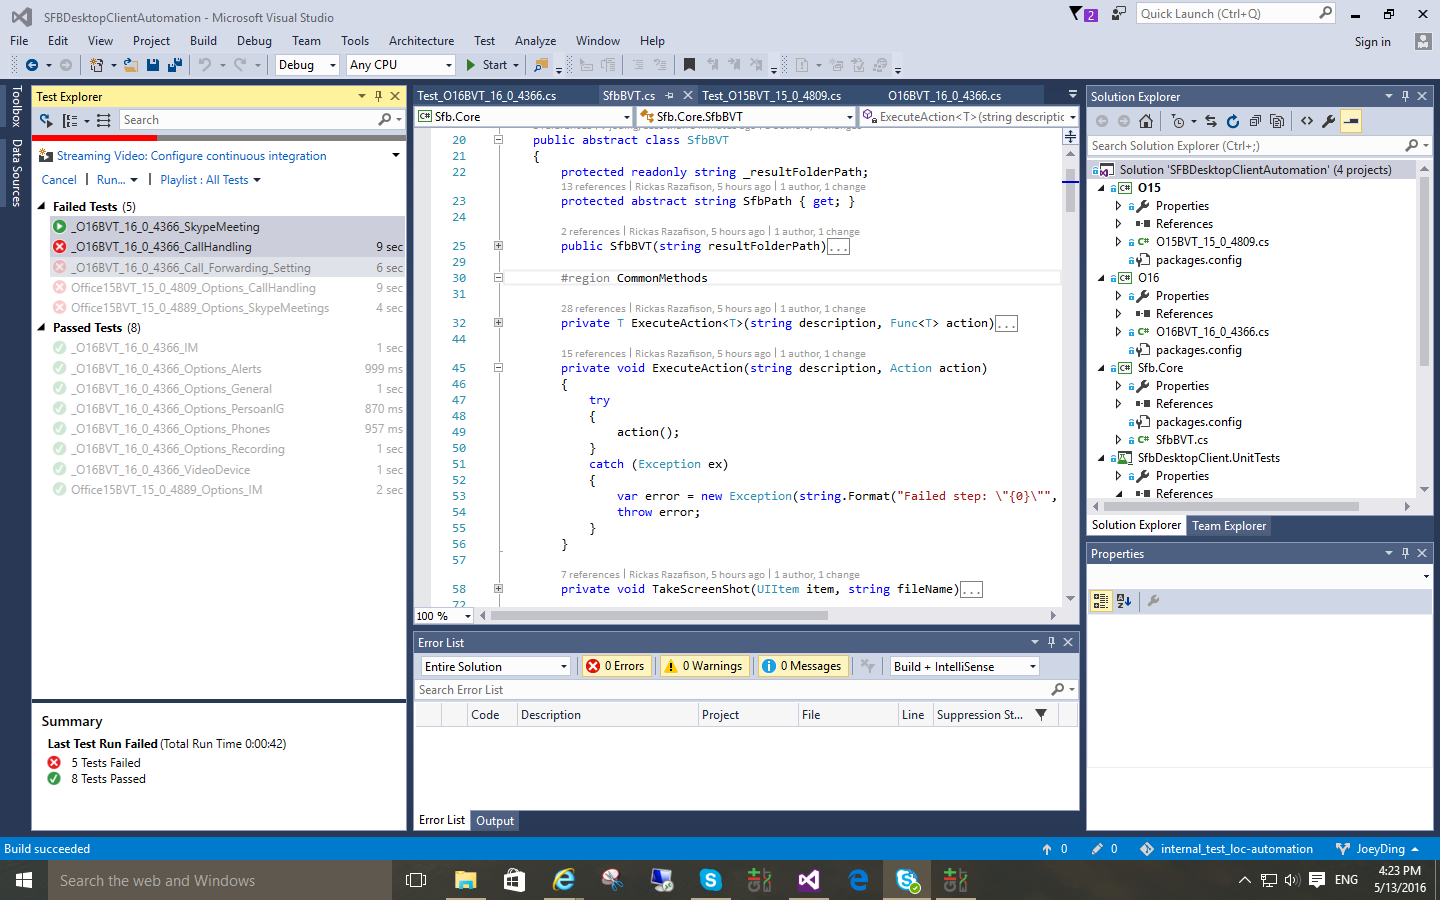 SFBDesktopClientAutomation - Microsoft Visual Studio
2
Quick Launch (Ctrl+Q)
File Edit View Project Build Debug Team Tools Architecture Test Analyze Window Help
Sign in
Debug Any CPU Start
Toolbox
Data Sources
Test Explorer
Search
Streaming Video: Configure continuous integration
Cancel | Run... | Playlist : All Tests
Failed Tests (5)
_O16BVT_16_0_4366_SkypeMeeting
_O16BVT_16_0_4366_CallHandling 9 sec
_O16BVT_16_0_4366_Call_Forwarding_Setting 6 sec
Office15BVT_15_0_4809_Options_CallHandling 9 sec
Office15BVT_15_0_4809_Options_SkypeMeetings 4 sec
Passed Tests (8)
_O16BVT_16_0_4366_IM 1 sec
_O16BVT_16_0_4366_Options_Alerts 999 ms
_O16BVT_16_0_4366_Options_General 1 sec
_O16BVT_16_0_4366_Options_PersoanlG 870 ms
_O16BVT_16_0_4366_Options_Phones 957 ms
_O16BVT_16_0_4366_Options_Recording 1 sec
_O16BVT_16_0_4366_VideoDevice 1 sec
Office15BVT_15_0_4889_Options_IM 2 sec
Summary
Last Test Run Failed (Total Run Time 0:00:42)
5 Tests Failed
8 Tests Passed
Test_O16BVT_16_0_4366.cs SfbBVT.cs Test_O15BVT_15_0_4809.cs O16BVT_16_0_4366.cs
Sfb.Core Sfb.Core.SfbBVT ExecuteAction<T>(string descriptic
20 public abstract class SfbBVT
21 {
22 protected readonly string _resultFolderPath;
13 references | Rickas Razafison, 5 hours ago | 1 author, 1 change
23 protected abstract string SfbPath { get; }
24
2 references | Rickas Razafison, 5 hours ago | 1 author, 1 change
25 public SfbBVT(string resultFolderPath)...
29
30 #region CommonMethods
31
28 references | Rickas Razafison, 5 hours ago | 1 author, 1 change
32 private T ExecuteAction<T>(string description, Func<T> action)...
44
15 references | Rickas Razafison, 5 hours ago | 1 author, 1 change
45 private void ExecuteAction(string description, Action action)
46 {
47 try
48 {
49 action();
50 }
51 catch (Exception ex)
52 {
53 var error = new Exception(string.Format("Failed step: \"{0}\"",
54 throw error;
55 }
56 }
57
7 references | Rickas Razafison, 5 hours ago | 1 author, 1 change
58 private void TakeScreenShot(UIItem item, string fileName)...
72
100 %
Error List
Entire Solution 0 Errors 0 Warnings 0 Messages Build + IntelliSense
Search Error List
Code Description Project File Line Suppression St...
Error List Output
Solution Explorer
Search Solution Explorer (Ctrl+;)
Solution 'SFBDesktopClientAutomation' (4 projects)
O15
Properties
References
O15BVT_15_0_4809.cs
packages.config
O16
Properties
References
O16BVT_16_0_4366.cs
packages.config
Sfb.Core
Properties
References
packages.config
SfbBVT.cs
SfbDesktopClient.UnitTests
Properties
References
Solution Explorer Team Explorer
Properties
Build succeeded
0 0 internal_test_loc-automation JoeyDing
Search the web and Windows
ENG
4:23 PM
5/13/2016